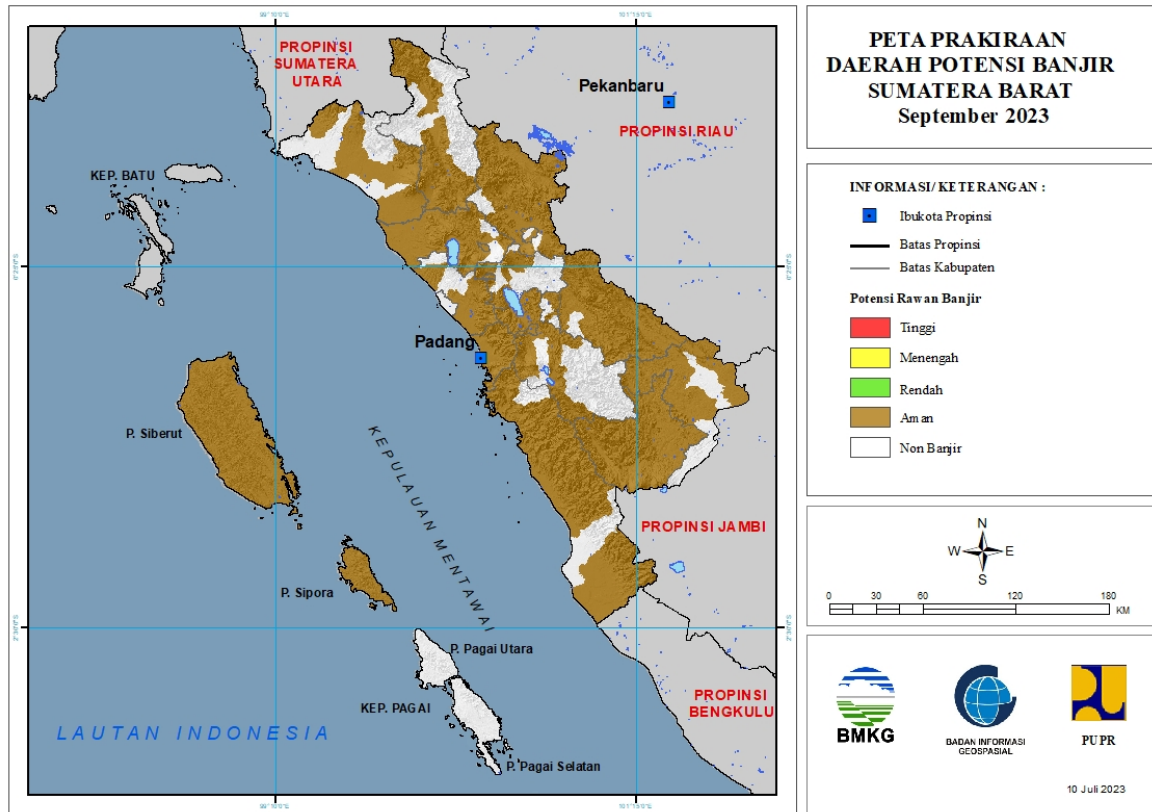 PROPINSI
SUMATERA
UTARA
Pekanbaru
PROPINSI RIAU
KEP. BATU
Padang
P. Siberut
KEPULAUAN MENTAWAI
PROPINSI JAMBI
P. Sipora
P. Pagai Utara
KEP. PAGAI
PROPINSI
BENGKULU
LAUTAN INDONESIA
P. Pagai Selatan
PETA PRAKIRAAN
DAERAH POTENSI BANJIR
SUMATERA BARAT
September 2023
INFORMASI/ KETERANGAN :
Ibukota Propinsi
Batas Propinsi
Batas Kabupaten
Potensi Rawan Banjir
Tinggi
Menengah
Rendah
Aman
Non Banjir
N
W E
S
0 30 60 120 180
KM
BMKG
BADAN INFORMASI
GEOSPASIAL
PUPR
10 Juli 2023